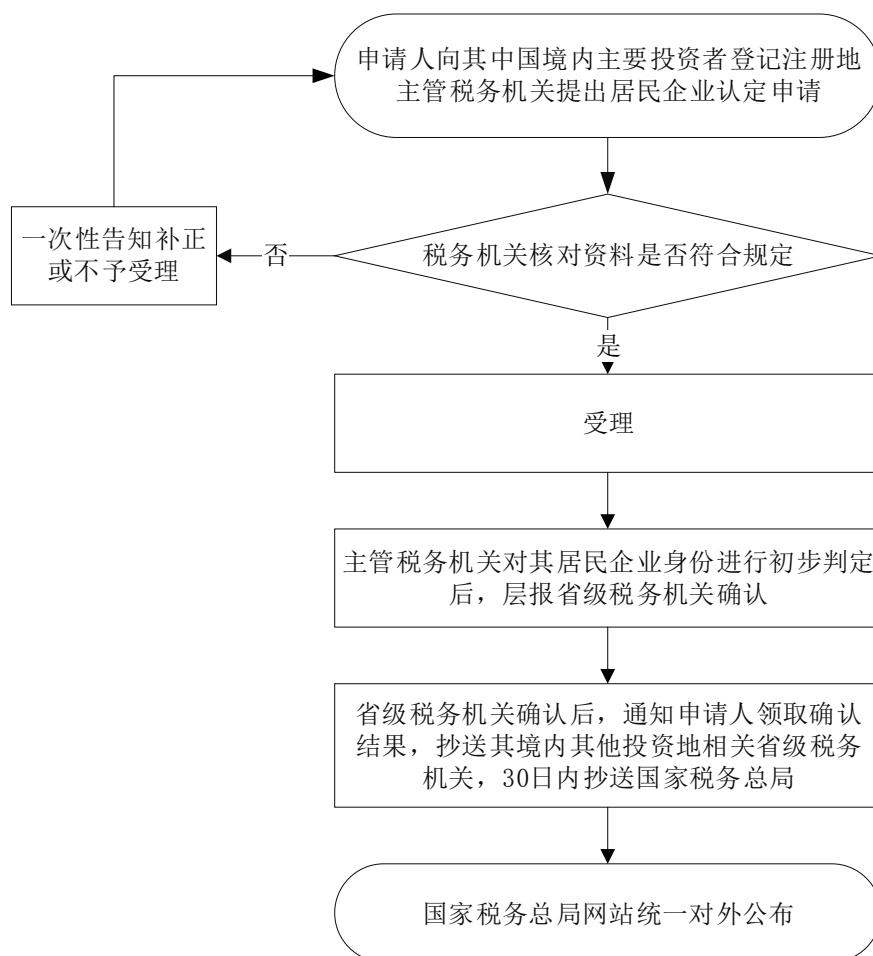 申请人向其中国境内主要投资者登记注册地
主管税务机关提出居民企业认定申请
一次性告知补正
或不予受理
否
税务机关核对资料是否符合规定
是
受理
主管税务机关对其居民企业身份进行初步判定
后，层报省级税务机关确认
省级税务机关确认后，通知申请人领取确认
结果，抄送其境内其他投资地相关省级税务
机关，30日内抄送国家税务总局
国家税务总局网站统一对外公布